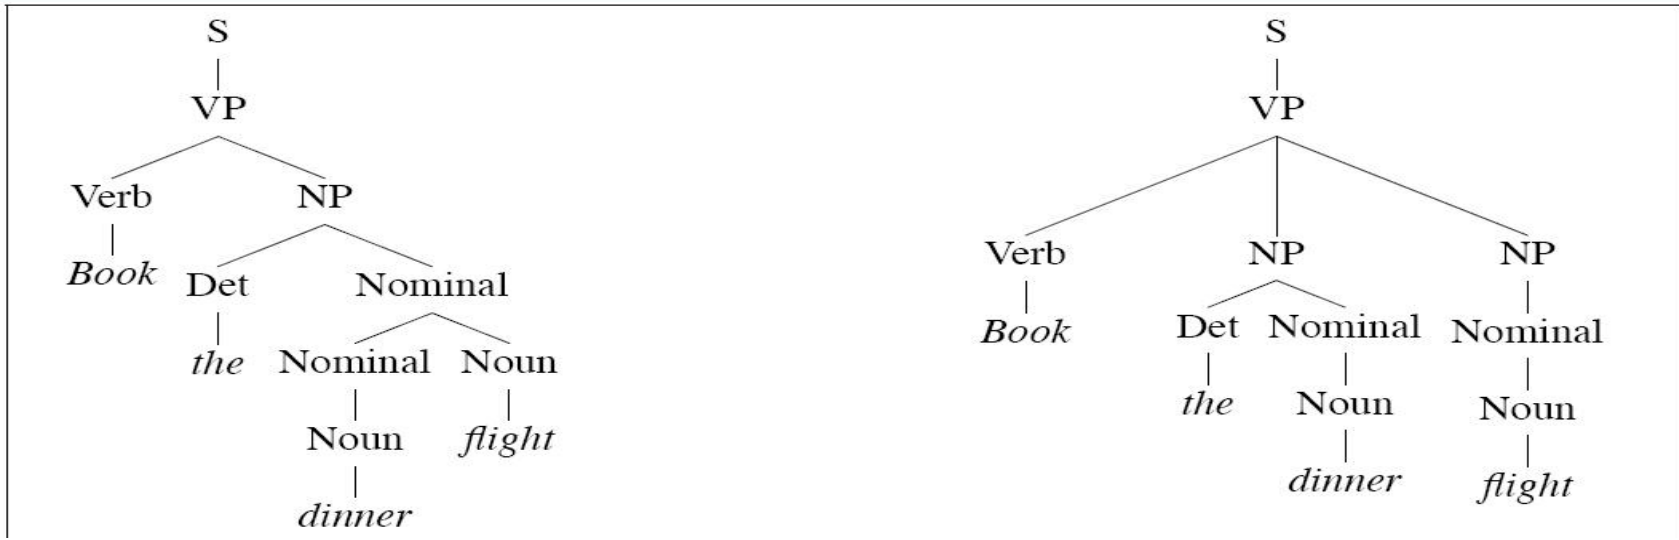 S
VP
Verb NP
Book Det Nominal
the Nominal Noun
Noun flight
dinner
S
VP
Verb NP NP
Book Det Nominal Nominal
the Noun Noun
dinner flight